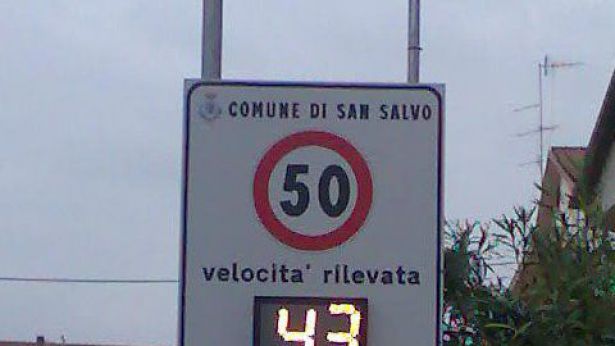 COMUNE DI SAN SALVO
50
velocita' rilevata
43